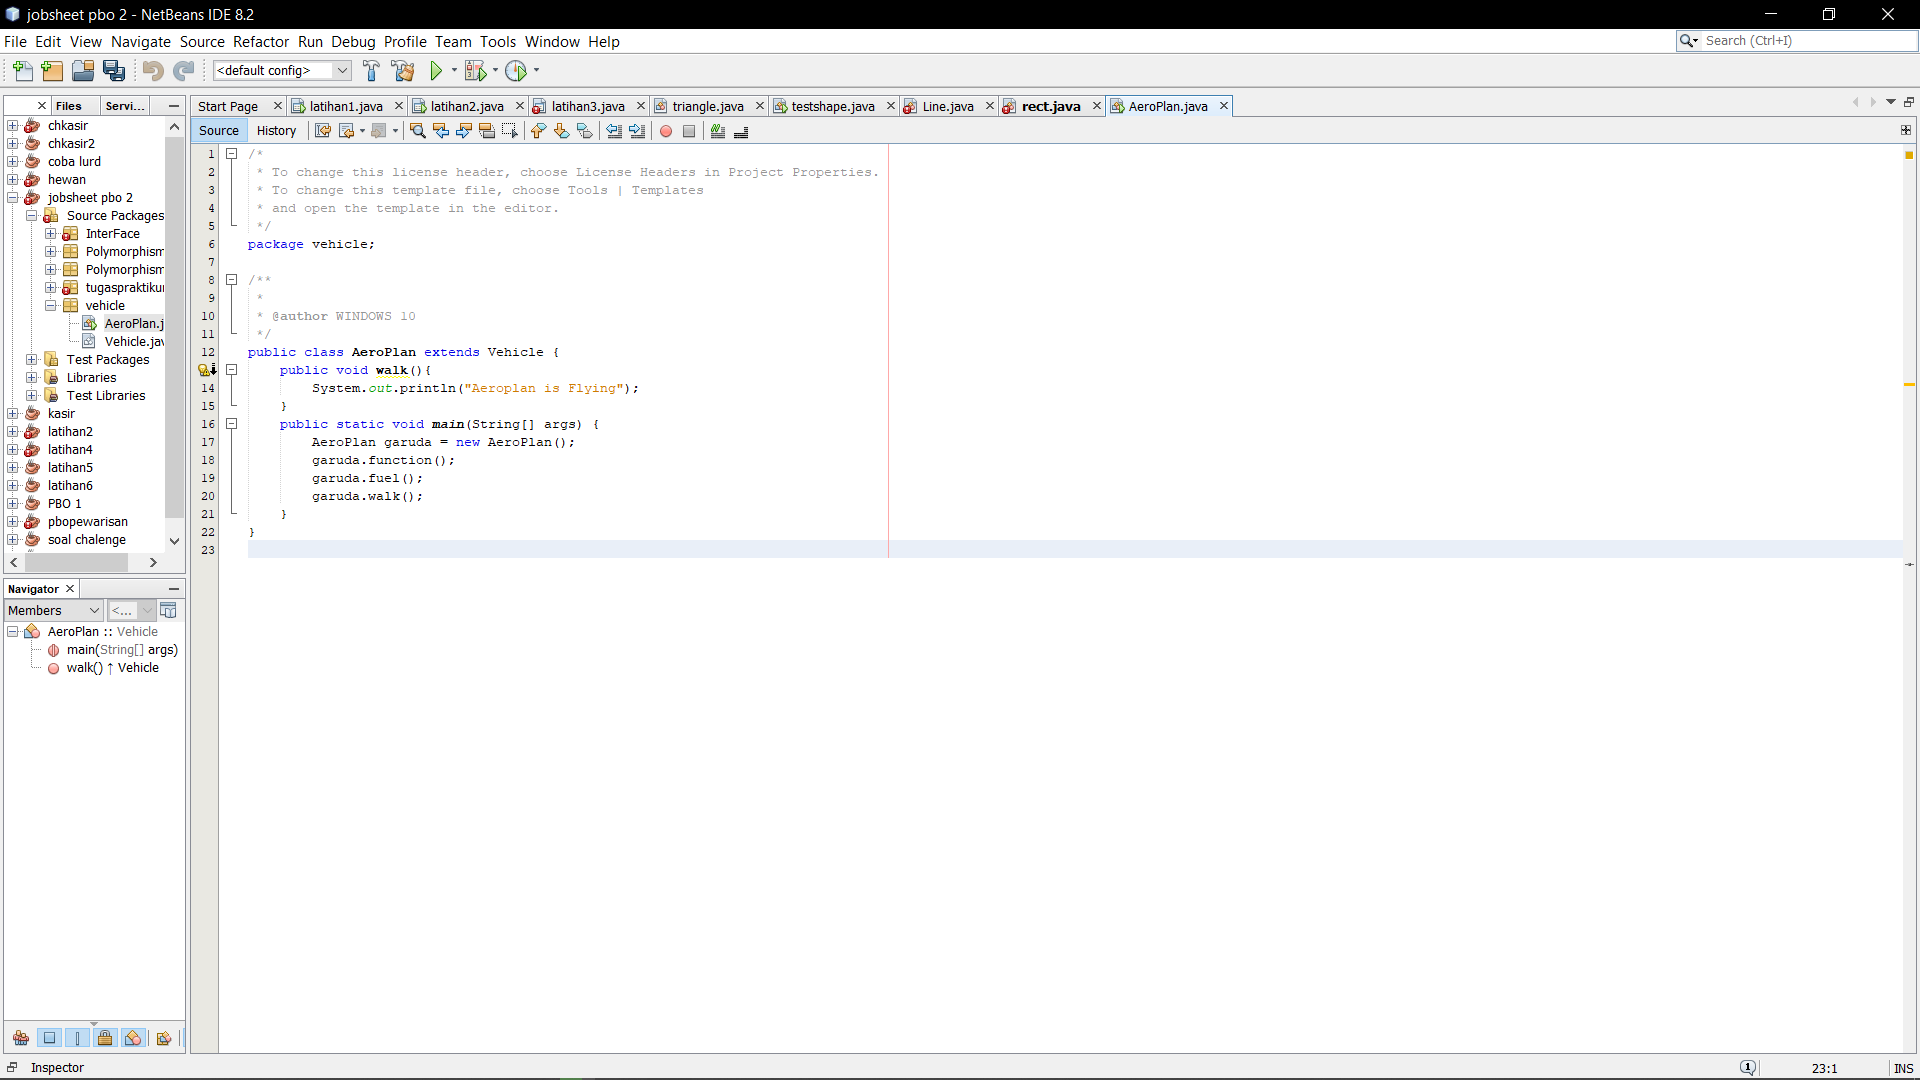 jobsheet pbo 2 - NetBeans IDE 8.2
File Edit View Navigate Source Refactor Run Debug Profile Team Tools Window Help
Search (Ctrl+I)
<default config>
Files Servi...
Start Page latihan1.java latihan2.java latihan3.java triangle.java testshape.java Line.java rect.java AeroPlan.java
Source History
chkasir
chkasir2
coba lurd
hewan
jobsheet pbo 2
Source Packages
InterFace
Polymorphism
Polymorphism
tugaspraktiku
vehicle
AeroPlan.j
Vehicle.jav
Test Packages
Libraries
Test Libraries
kasir
latihan2
latihan4
latihan5
latihan6
PBO 1
pbopewarisan
soal chalenge
1 /*
2 * To change this license header, choose License Headers in Project Properties.
3 * To change this template file, choose Tools | Templates
4 * and open the template in the editor.
5 */
6 package vehicle;
7
8 /**
9 *
10 * @author WINDOWS 10
11 */
12 public class AeroPlan extends Vehicle {
public void walk(){
14 System.out.println("Aeroplan is Flying");
15 }
16 public static void main(String[] args) {
17 AeroPlan garuda = new AeroPlan();
18 garuda.function();
19 garuda.fuel();
20 garuda.walk();
21 }
22 }
23
Navigator
Members <...
AeroPlan :: Vehicle
main(String[] args)
walk() ↑ Vehicle
Inspector
1
23:1 INS